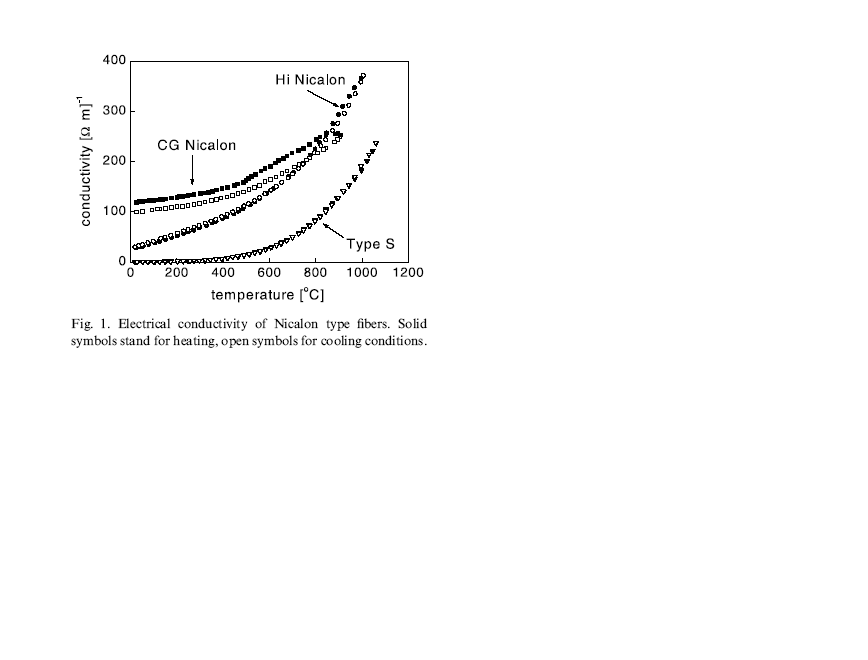 400
Hi Nicalon
300
CG Nicalon
200
conductivity [Ω m]⁻¹
100
Type S
0
0 200 400 600 800 1000 1200
temperature [°C]
Fig. 1. Electrical conductivity of Nicalon type fibers. Solid
symbols stand for heating, open symbols for cooling conditions.